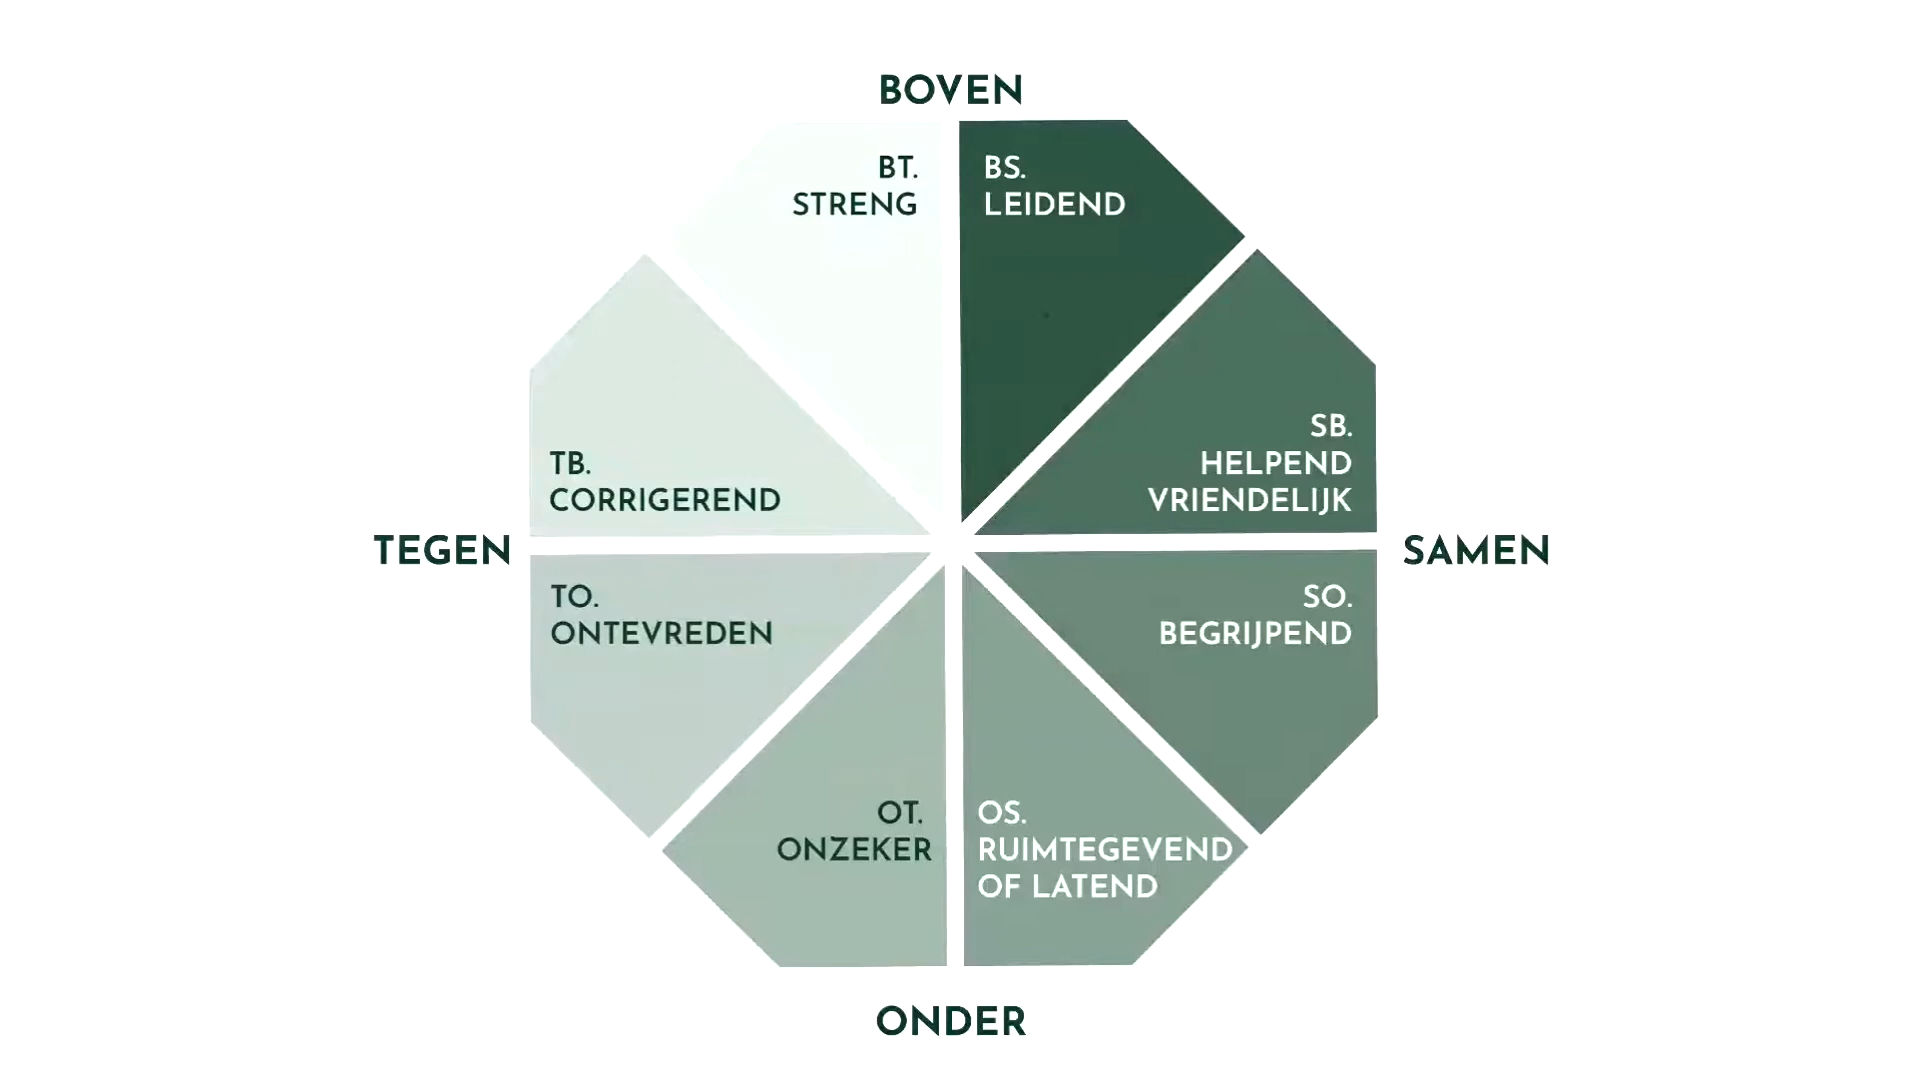 BOVEN
BT.
STRENG
BS.
LEIDEND
SB.
HELPEND
VRIENDELIJK
TB.
CORRIGEREND
TEGEN
SAMEN
TO.
ONTEVREDEN
SO.
BEGRIJPEND
OT.
ONZEKER
OS.
RUIMTEGEVEND
OF LATEND
ONDER